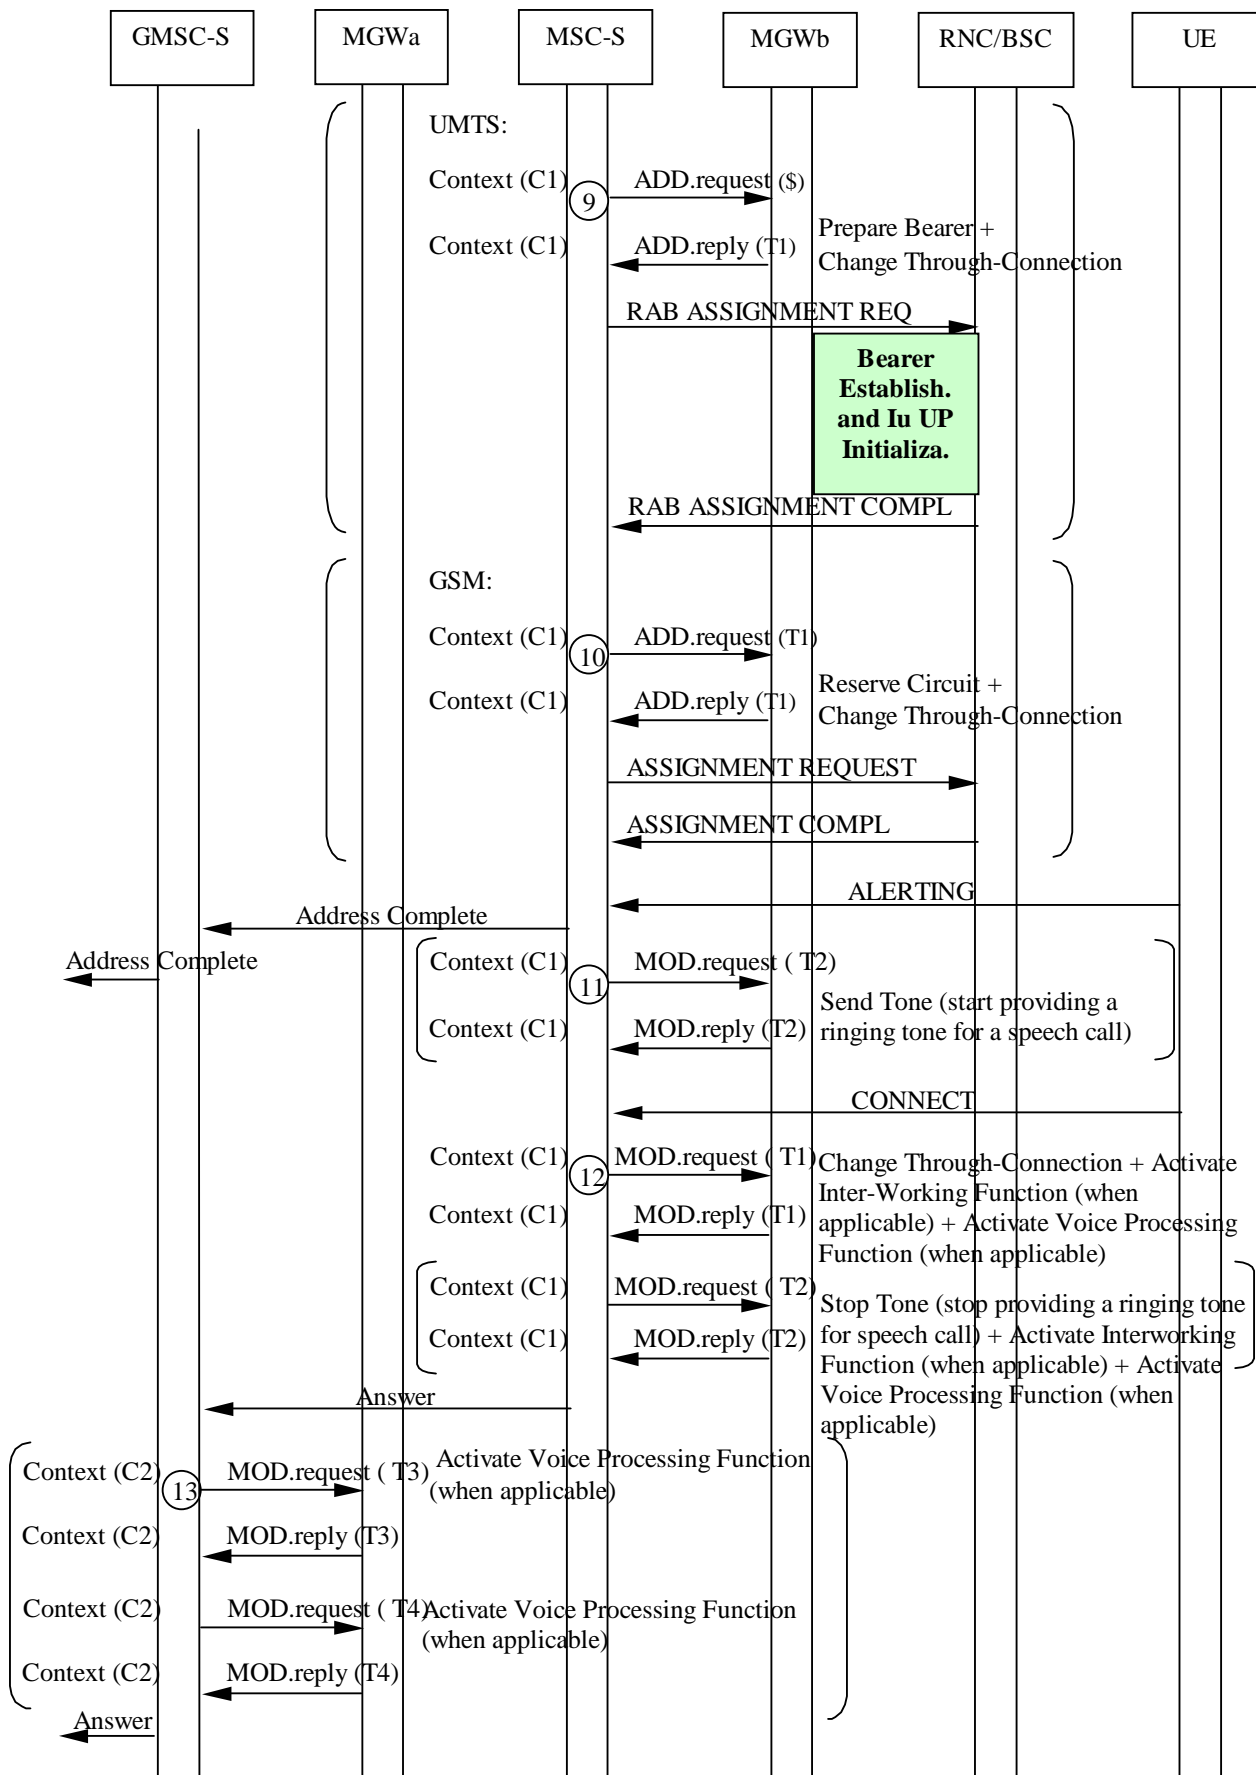 GMSC-S
MGWa
MSC-S
MGWb
RNC/BSC
UE
UMTS:
Context (C1)
9
ADD.request ($)
Context (C1)
ADD.reply (T1)
Prepare Bearer +
Change Through-Connection
RAB ASSIGNMENT REQ
Bearer
Establish.
and Iu UP
Initializa.
RAB ASSIGNMENT COMPL
GSM:
Context (C1)
10
ADD.request (T1)
Context (C1)
ADD.reply (T1)
Reserve Circuit +
Change Through-Connection
ASSIGNMENT REQUEST
ASSIGNMENT COMPL
ALERTING
Address Complete
Address Complete
Context (C1)
11
MOD.request ( T2)
Context (C1)
MOD.reply (T2)
Send Tone (start providing a
ringing tone for a speech call)
CONNECT
Context (C1)
12
MOD.request ( T1)
Context (C1)
MOD.reply (T1)
Change Through-Connection + Activate
Inter-Working Function (when
applicable) + Activate Voice Processing
Function (when applicable)
Context (C1)
MOD.request ( T2)
Context (C1)
MOD.reply (T2)
Stop Tone (stop providing a ringing tone
for speech call) + Activate Interworking
Function (when applicable) + Activate
Voice Processing Function (when
applicable)
Answer
Context (C2)
13
MOD.request ( T3)
Activate Voice Processing Function
(when applicable)
Context (C2)
MOD.reply (T3)
Context (C2)
MOD.request ( T4)
Activate Voice Processing Function
(when applicable)
Context (C2)
MOD.reply (T4)
Answer